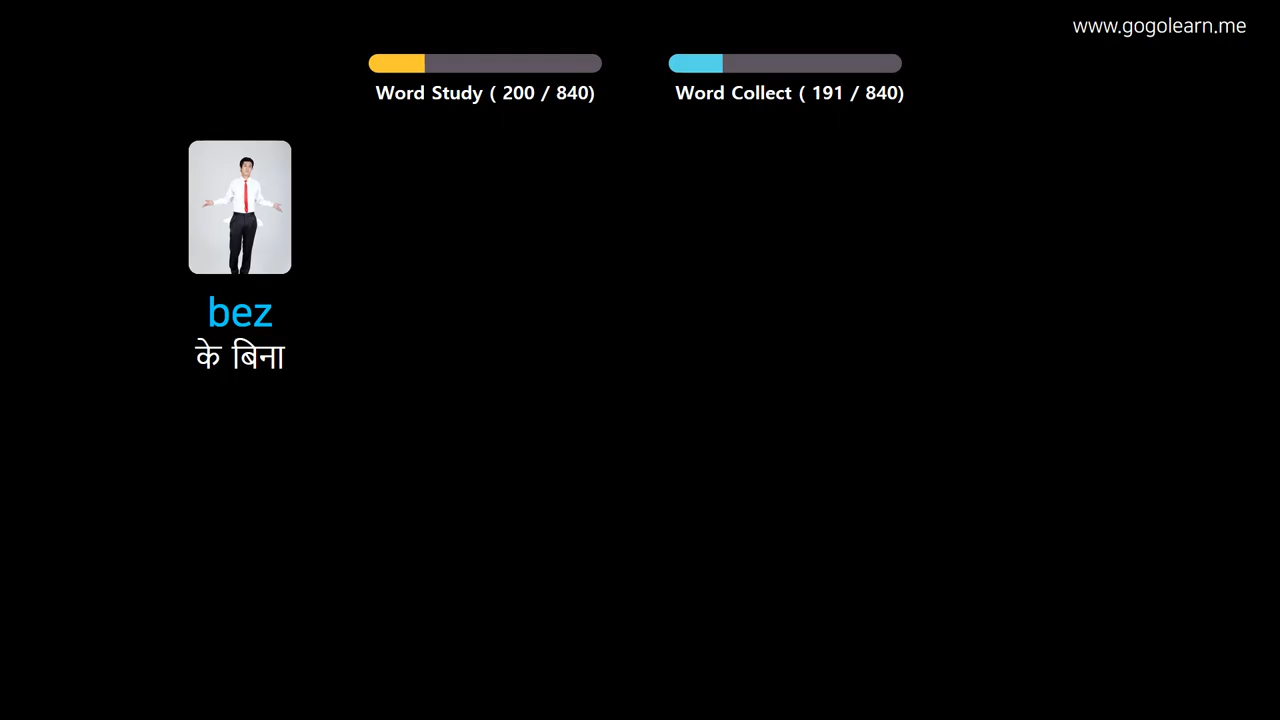 www.gogolearn.me
Word Study ( 200 / 840)
Word Collect ( 191 / 840)
bez
के बिना